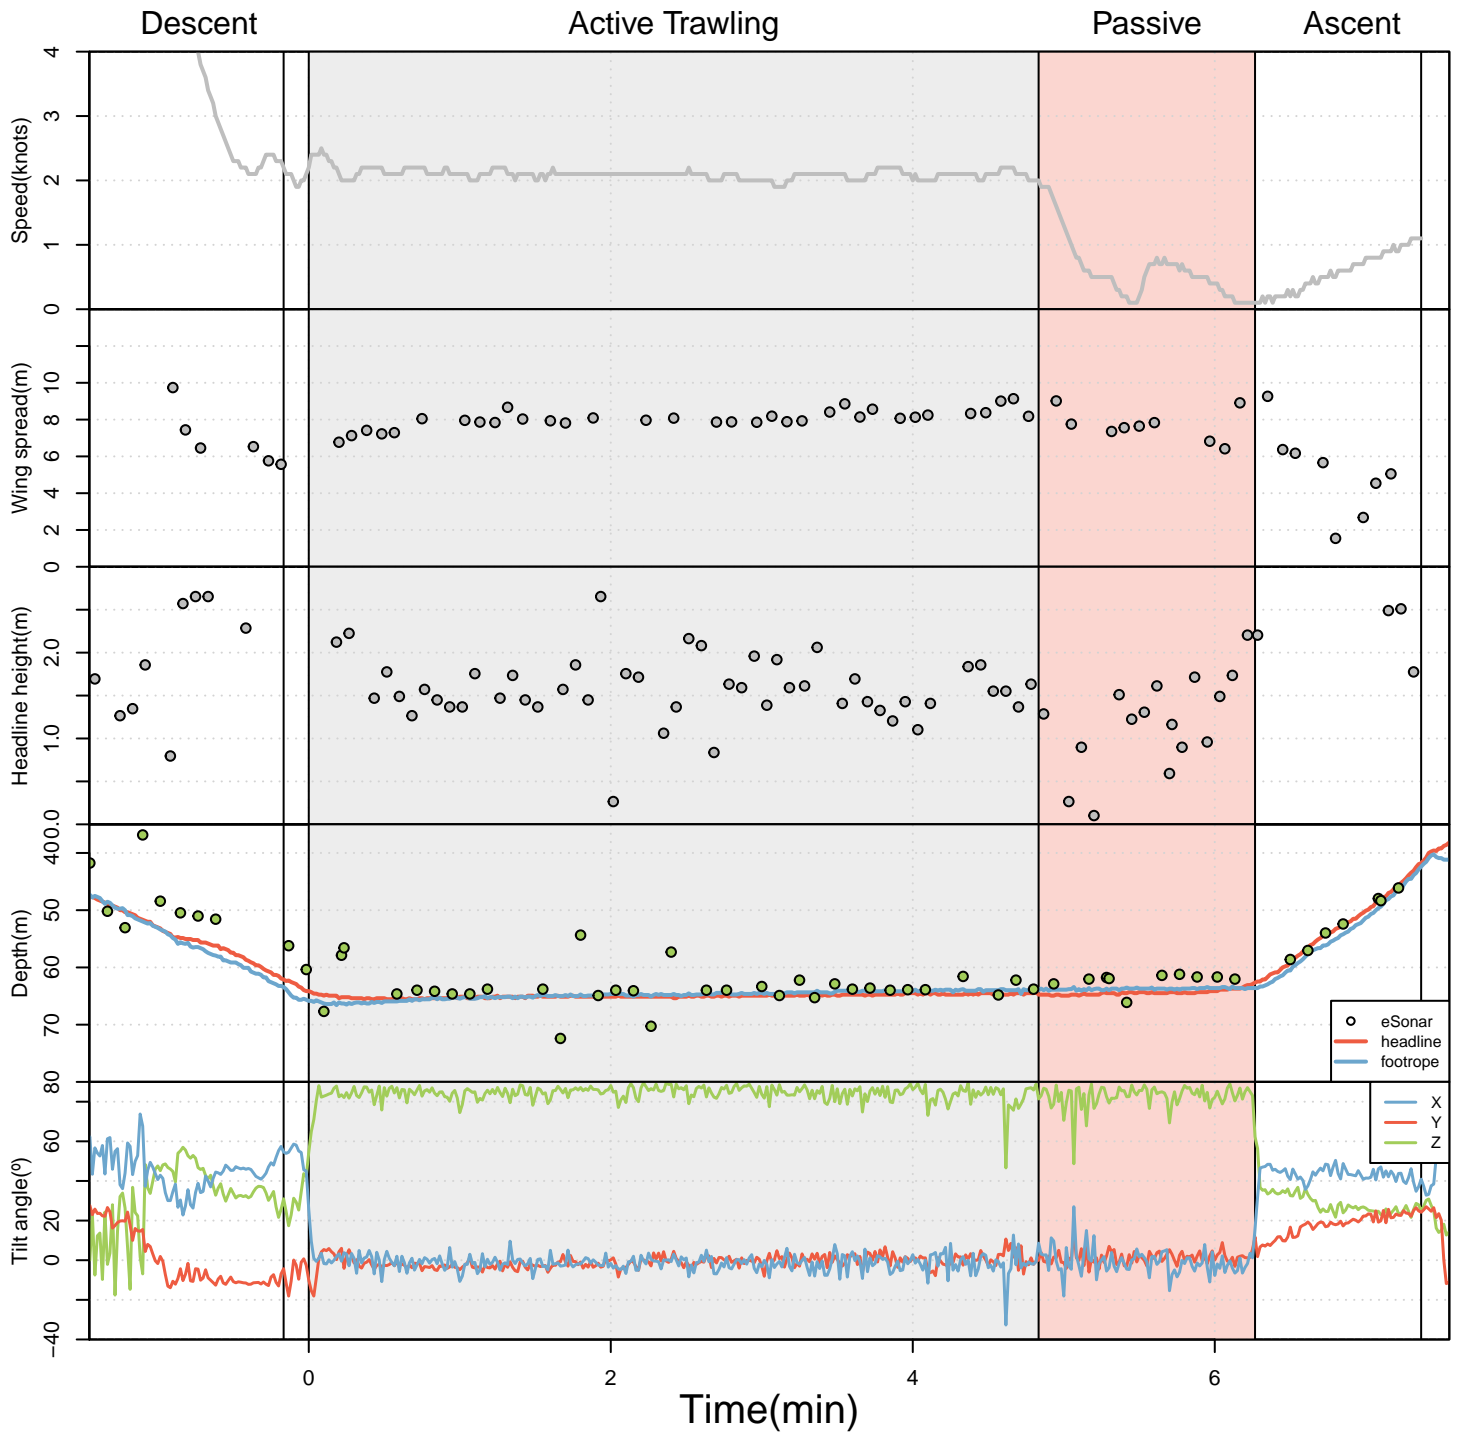 Descent Active Trawling Passive Ascent
Speed(knots)
4
3
2
1
0
Wing spread(m)
10
8
6
4
2
0
Headline height(m)
2.0
1.0
0.0
Depth(m)
40
50
60
70
80
eSonar
headline
footrope
Tilt angle(º)
80
60
20
0
−40
X
Y
Z
0 2 4 6
Time(min)